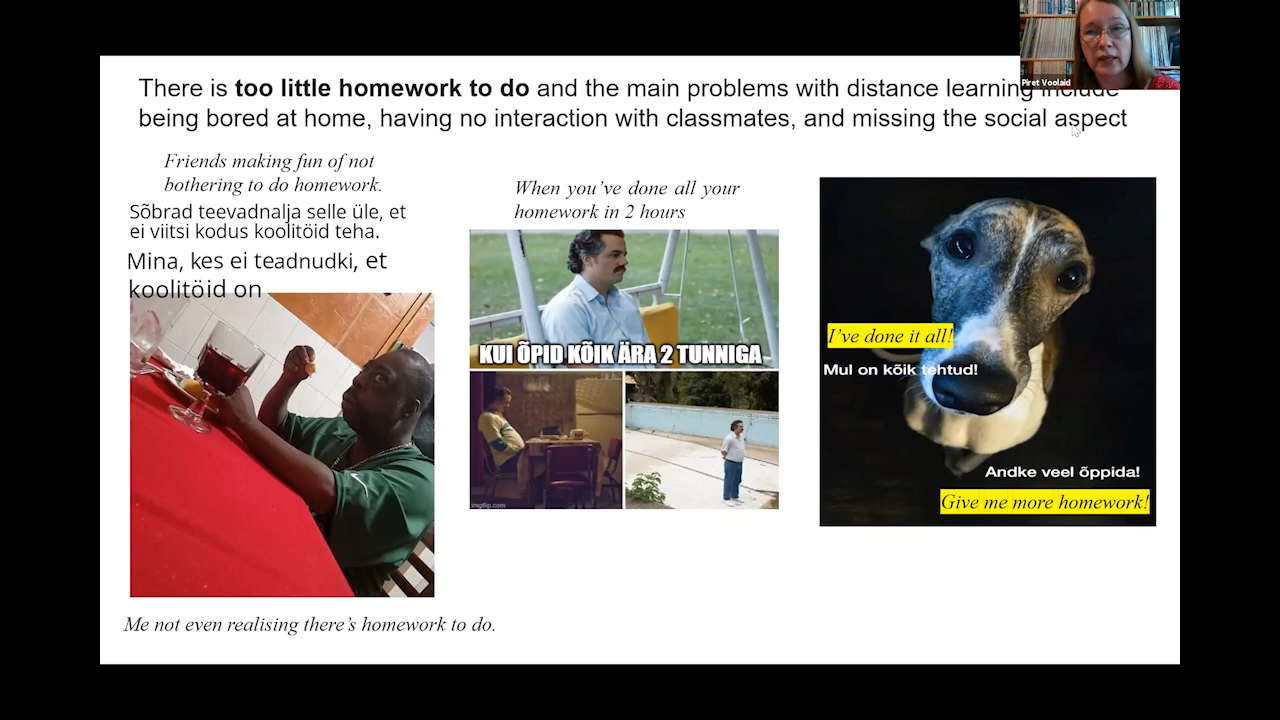 Piret Voolaid
There is too little homework to do and the main problems with distance learning include
being bored at home, having no interaction with classmates, and missing the social aspect
Friends making fun of not
bothering to do homework.
Sõbrad teevadnalja selle üle, et
ei viitsi kodus koolitöid teha.
Mina, kes ei teadnudki, et
koolitöid on
Me not even realising there's homework to do.
When you've done all your
homework in 2 hours
KUI ÕPID KÕIK ÄRA 2 TUNNIGA
imgflip.com
I've done it all!
Mul on kõik tehtud!
Andke veel õppida!
Give me more homework!